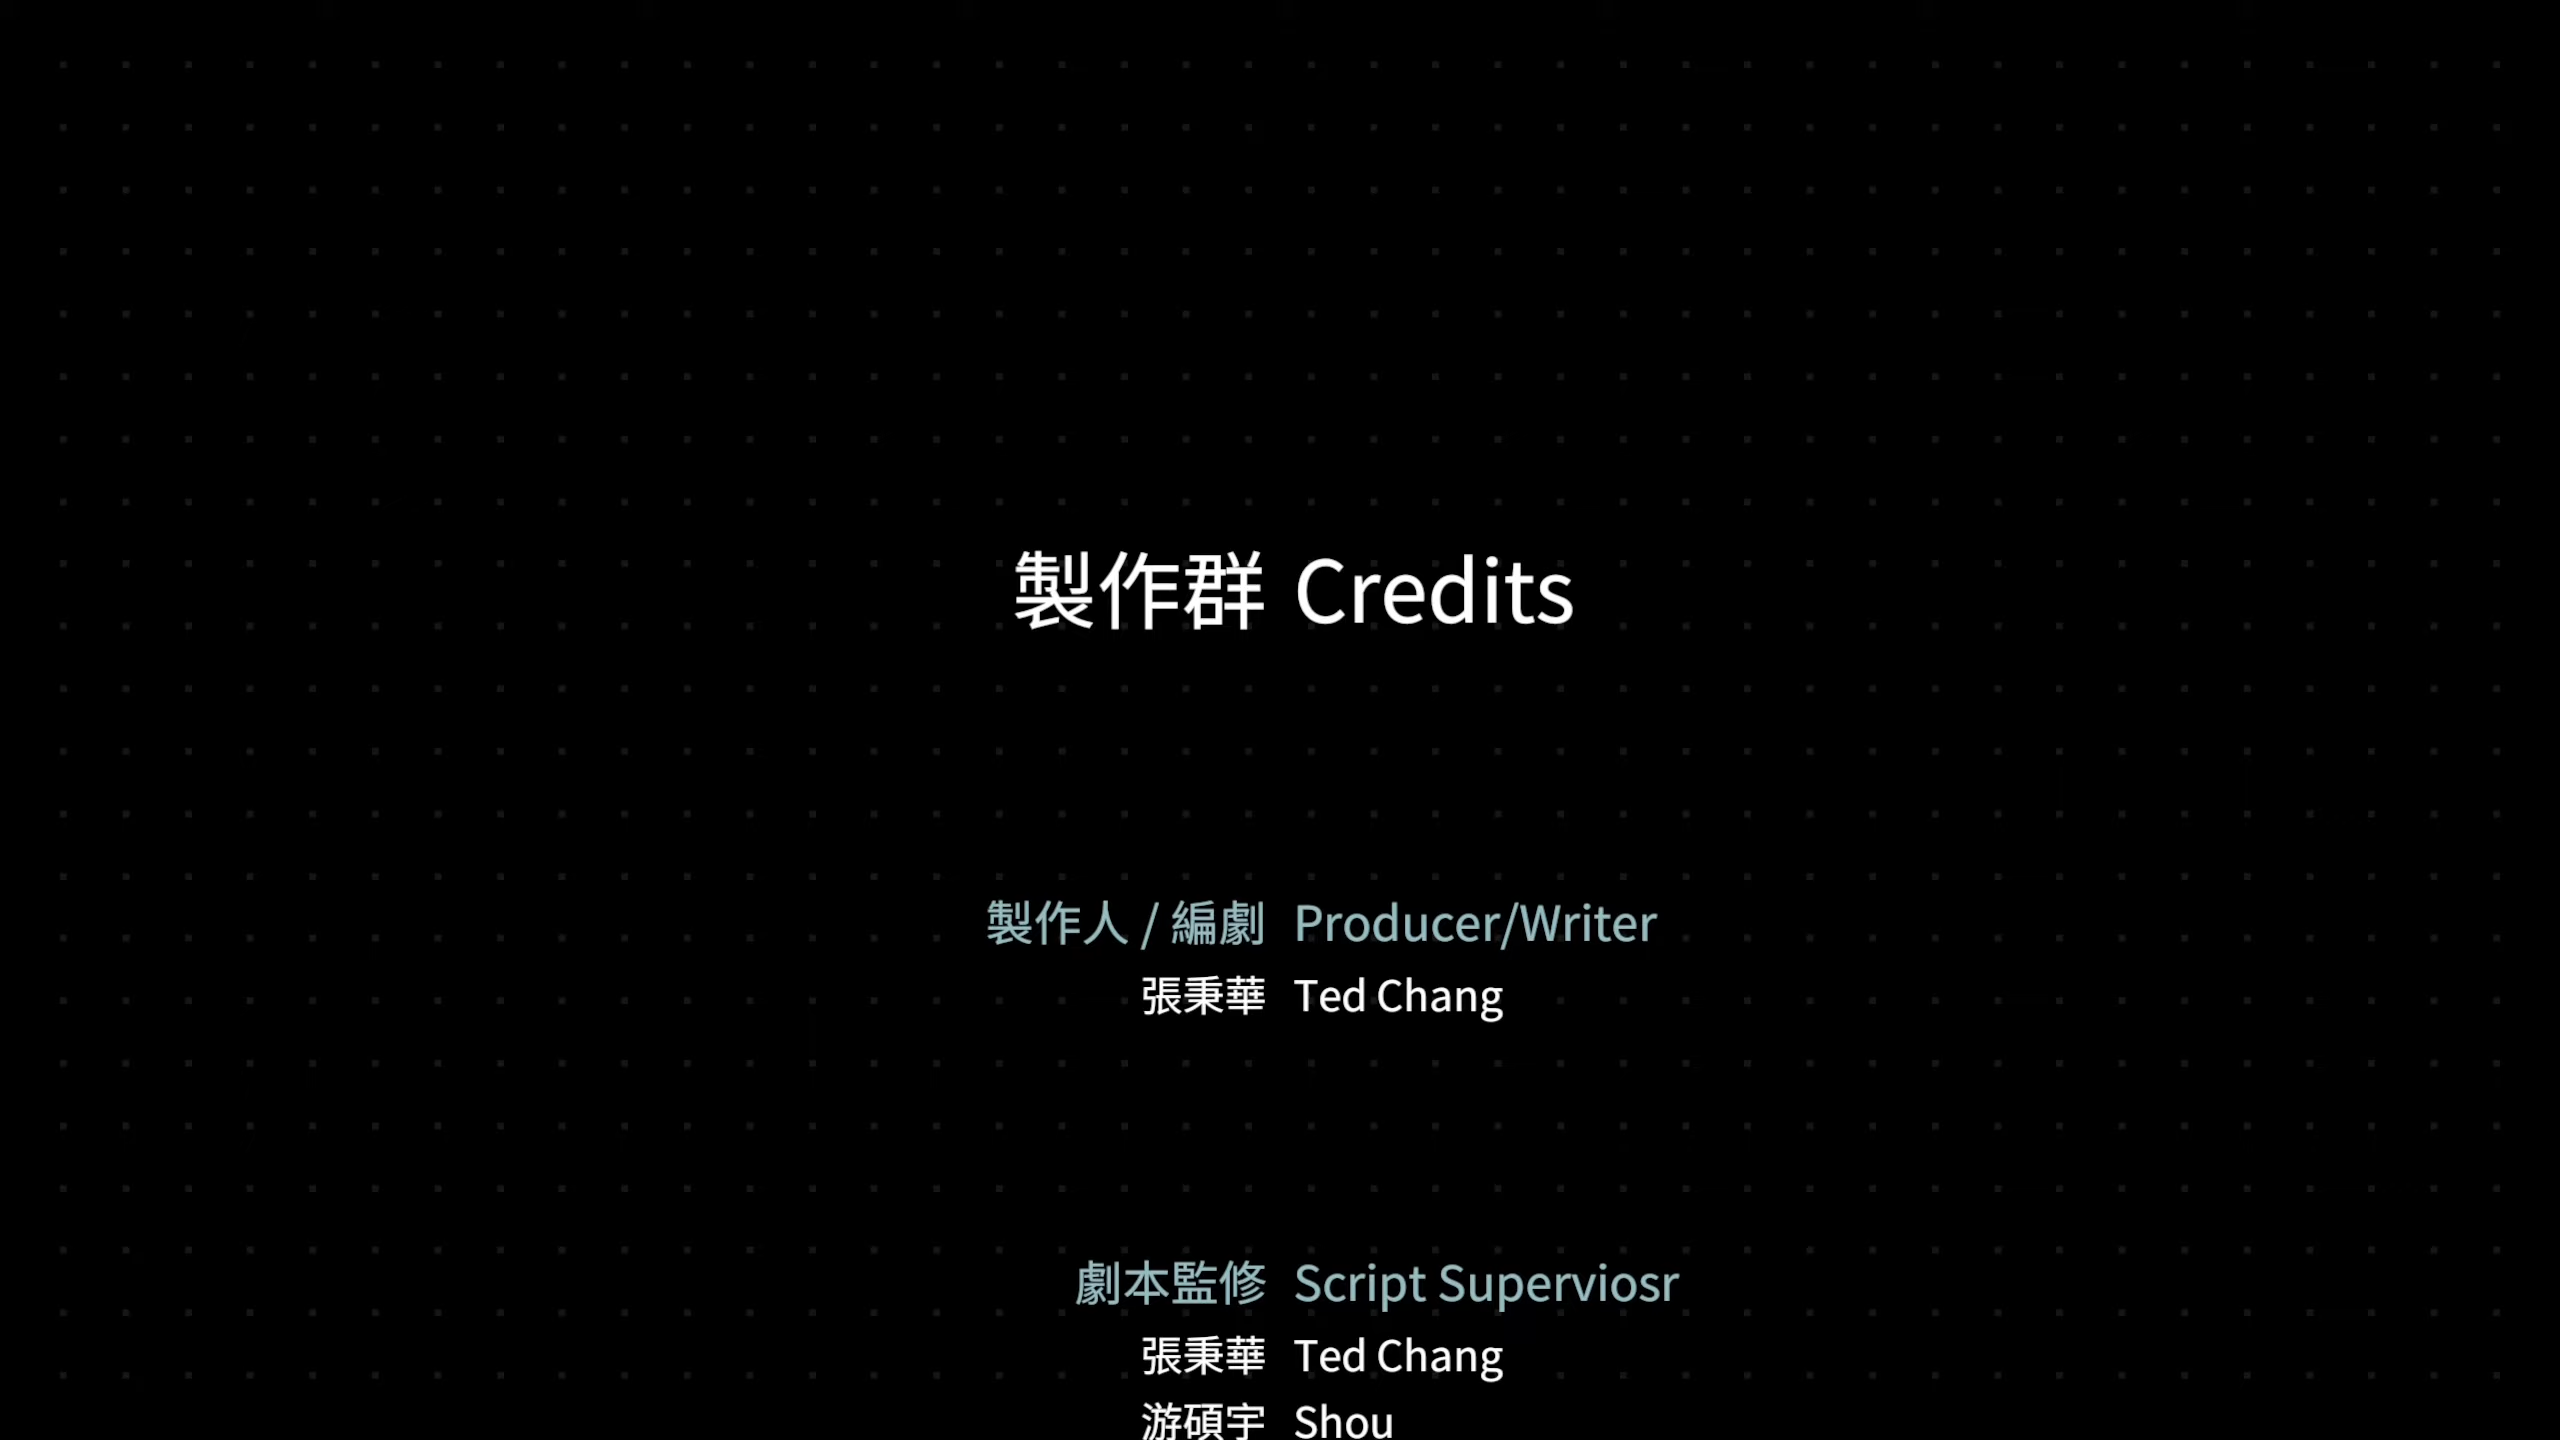 製作群 Credits
製作人 / 編劇 Producer/Writer
張秉華 Ted Chang
劇本監修 Script Superviosr
張秉華 Ted Chang
游碩宇 Shou